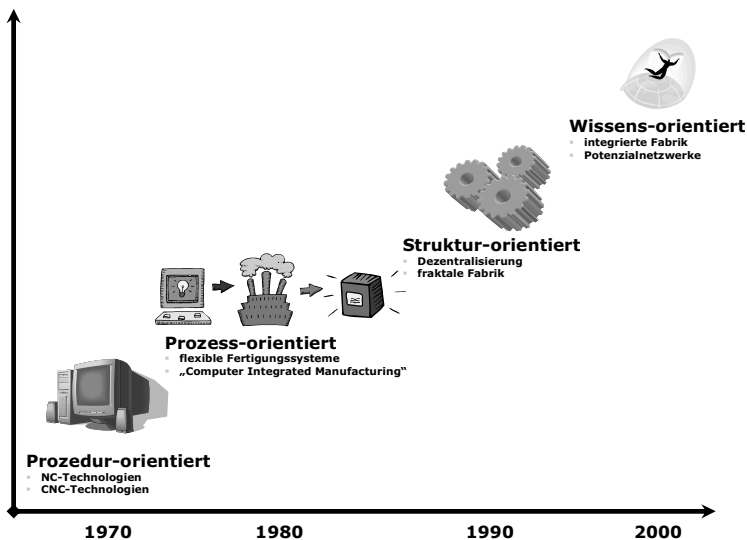 Wissens-orientiert
integrierte Fabrik
Potenzialnetzwerke
Struktur-orientiert
Dezentralisierung
fraktale Fabrik
Prozess-orientiert
flexible Fertigungssysteme
„Computer Integrated Manufacturing“
Prozedur-orientiert
NC-Technologien
CNC-Technologien
1970 1980 1990 2000